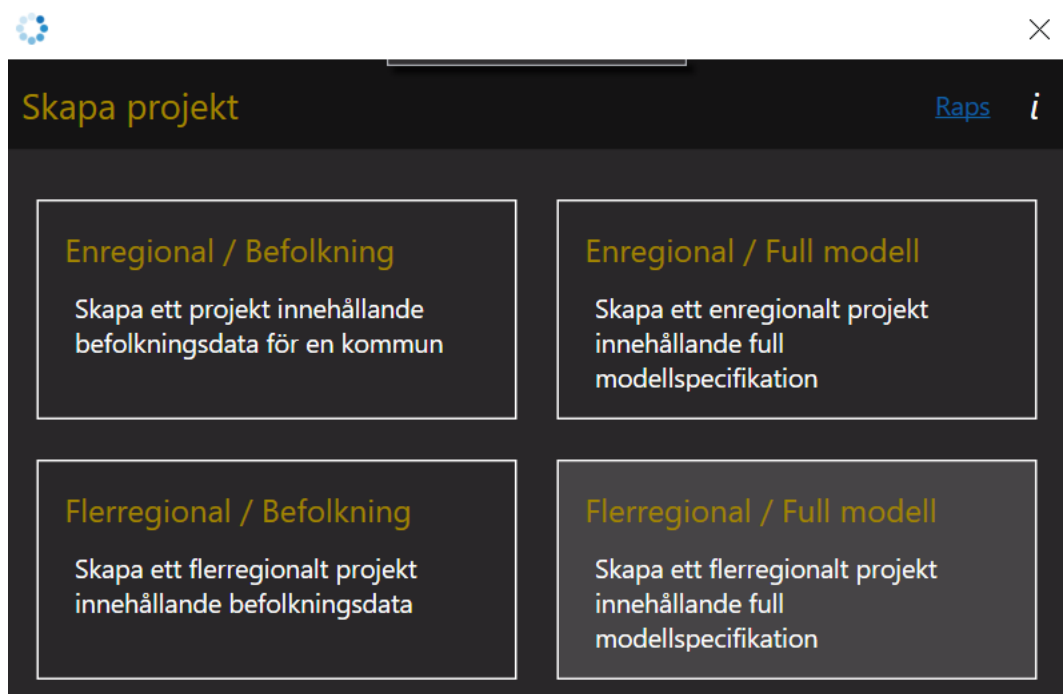 Skapa projekt
Raps i
Enregional / Befolkning
Skapa ett projekt innehållande
befolkningsdata för en kommun
Enregional / Full modell
Skapa ett enregionalt projekt
innehållande full
modellspecifikation
Flerregional / Befolkning
Skapa ett flerregionalt projekt
innehållande befolkningsdata
Flerregional / Full modell
Skapa ett flerregionalt projekt
innehållande full
modellspecifikation